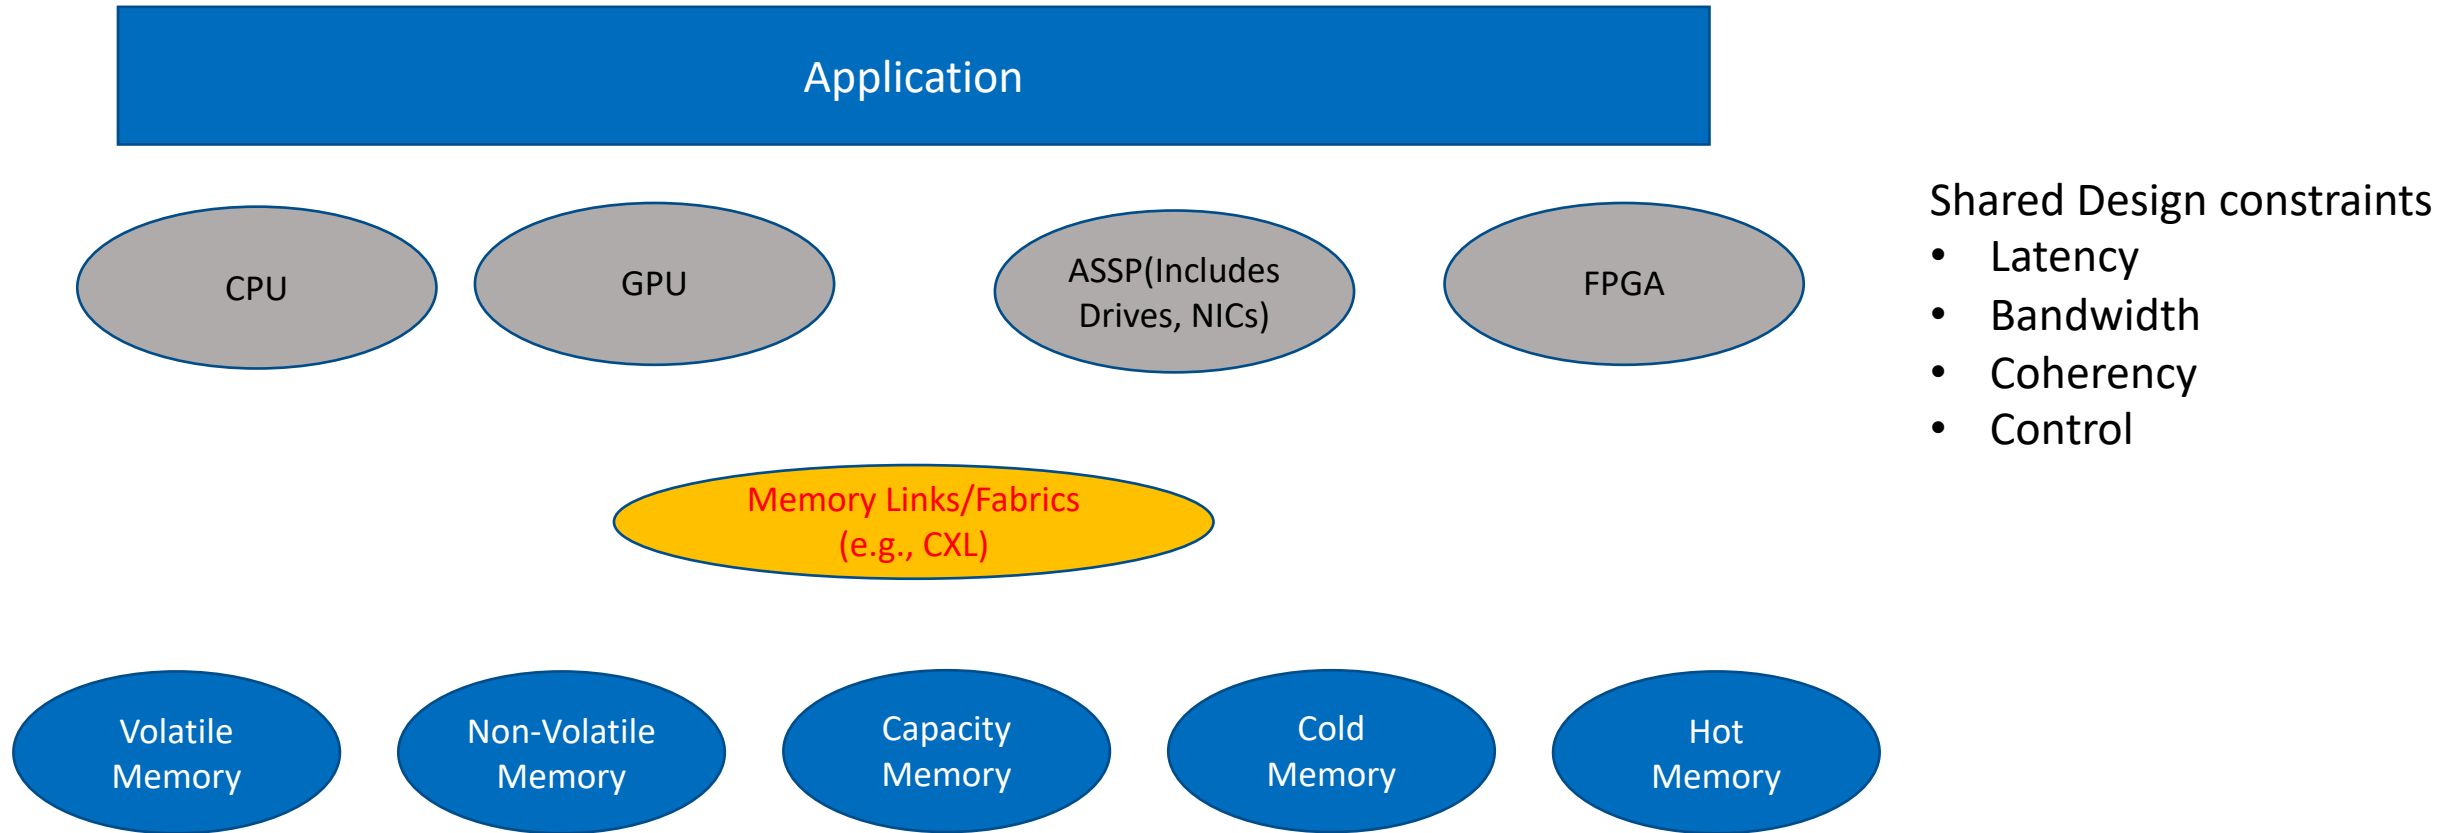 Application
CPU
GPU
ASSP(Includes
Drives, NICs)
FPGA
Shared Design constraints
• Latency
• Bandwidth
• Coherency
• Control
Memory Links/Fabrics
(e.g., CXL)
Volatile
Memory
Non-Volatile
Memory
Capacity
Memory
Cold
Memory
Hot
Memory